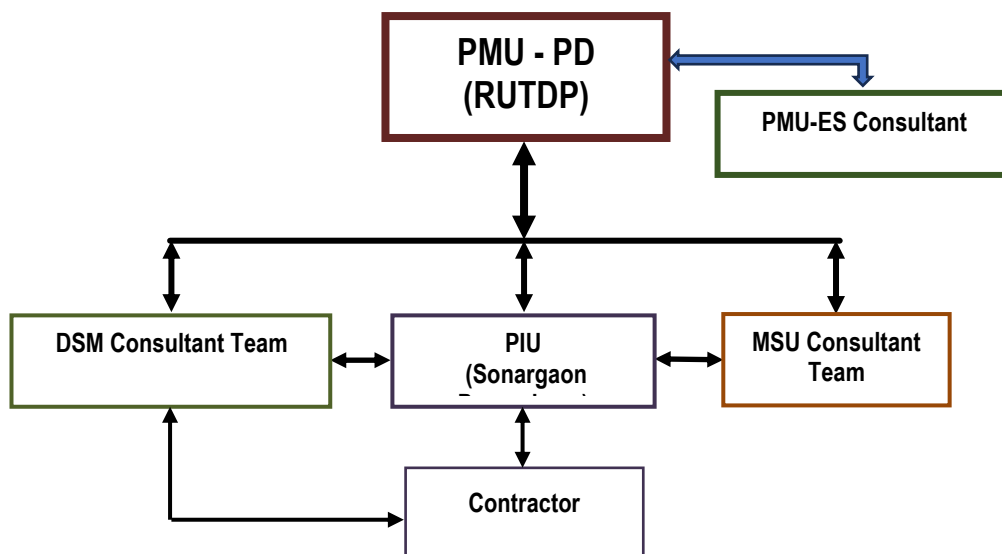 PMU - PD
(RUTDP)
PMU-ES Consultant
DSM Consultant Team
PIU
(Sonargaon
MSU Consultant
Team
Contractor